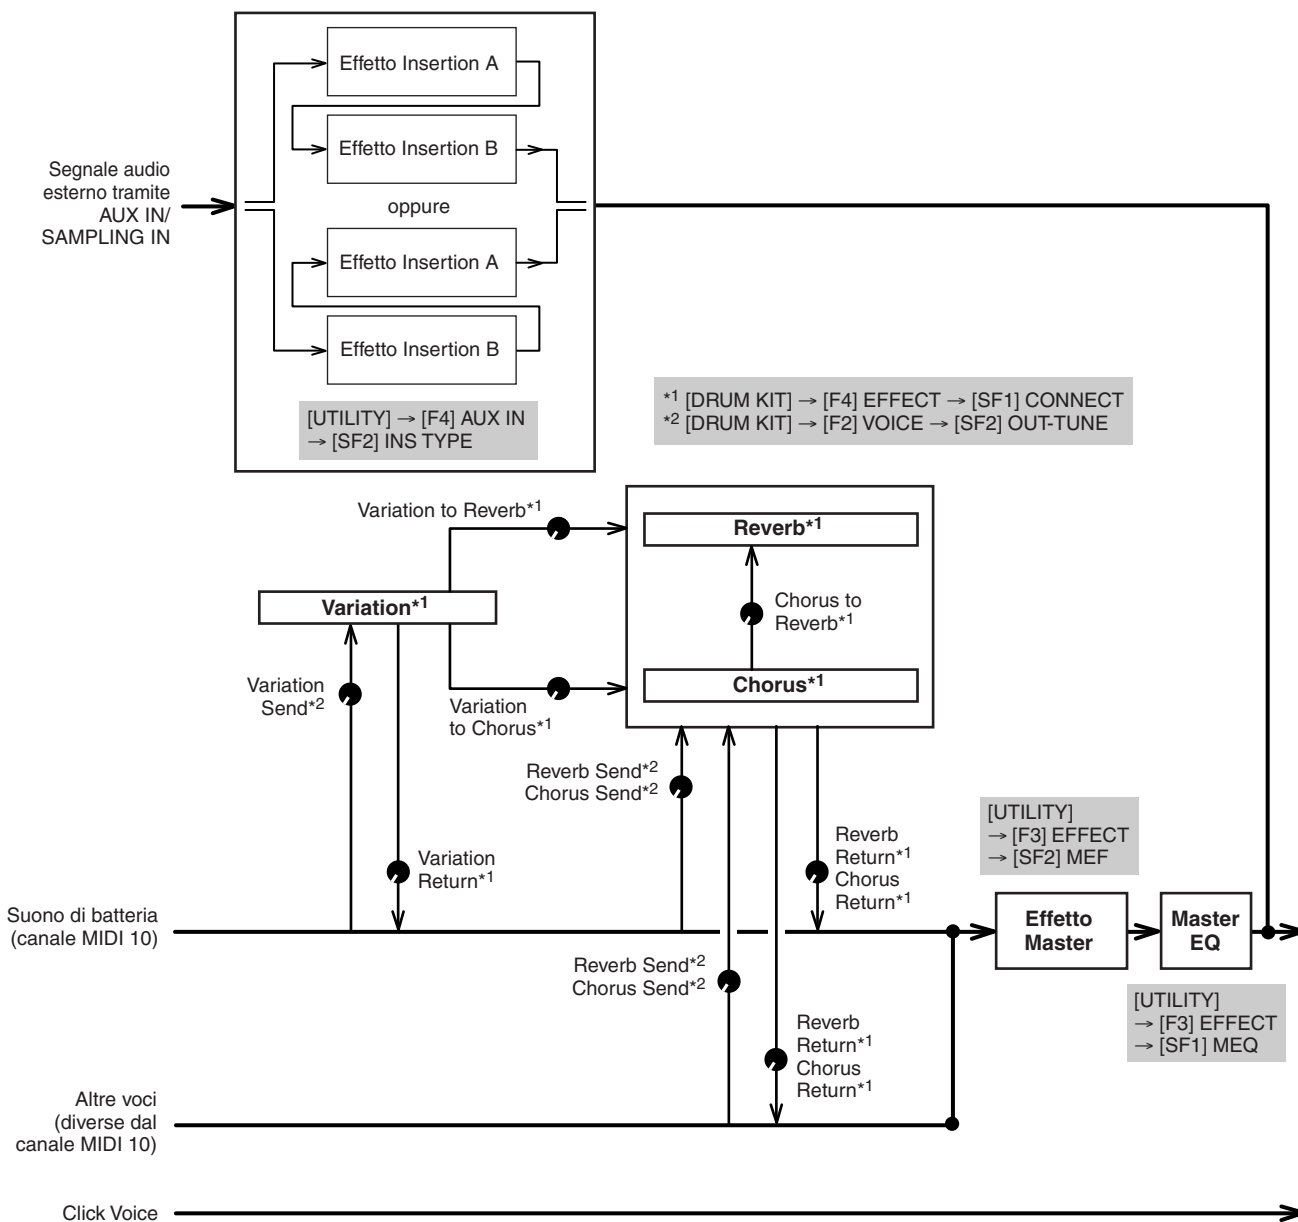 Effetto Insertion A
Effetto Insertion B
Segnale audio
esterno tramite
AUX IN/
SAMPLING IN
oppure
Effetto Insertion A
Effetto Insertion B
[UTILITY] → [F4] AUX IN
→ [SF2] INS TYPE
*1 [DRUM KIT] → [F4] EFFECT → [SF1] CONNECT
*2 [DRUM KIT] → [F2] VOICE → [SF2] OUT-TUNE
Variation to Reverb*1
Reverb*1
Variation*1
Chorus to
Reverb*1
Variation
Send*2
Chorus*1
Variation
to Chorus*1
Reverb Send*2
Chorus Send*2
Variation
Return*1
Reverb
Return*1
Chorus
Return*1
[UTILITY]
→ [F3] EFFECT
→ [SF2] MEF
Suono di batteria
(canale MIDI 10)
Effetto
Master
Master
EQ
Reverb Send*2
Chorus Send*2
[UTILITY]
→ [F3] EFFECT
→ [SF1] MEQ
Reverb
Return*1
Chorus
Return*1
Altre voci
(diverse dal
canale MIDI 10)
Click Voice